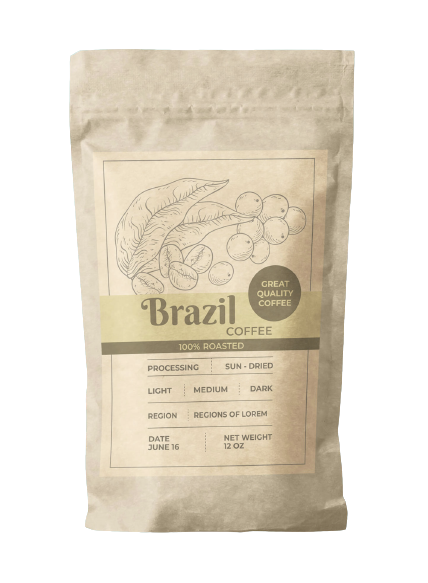 GREAT
QUALITY
COFFEE
Brazil
COFFEE
100% ROASTED
PROCESSING SUN - DRIED
LIGHT MEDIUM DARK
REGION REGIONS OF LOREM
DATE NET WEIGHT
JUNE 16 12 OZ